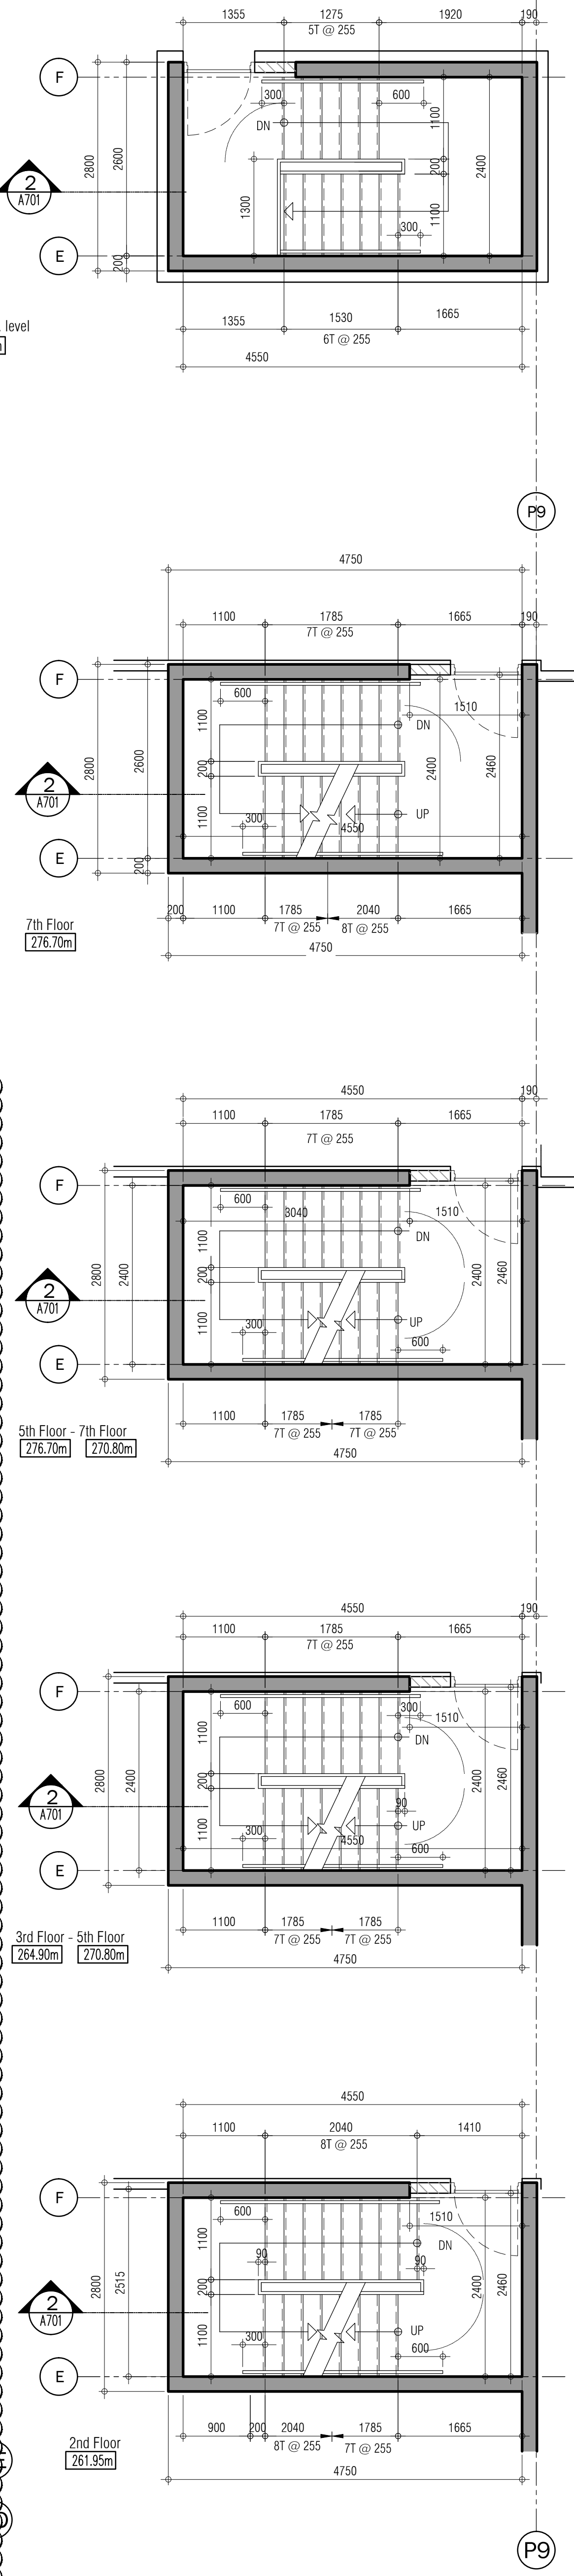 1355 1275 1920 190
5T @ 255
F
300 600
DN
1100
2800 2600 2400
200
2
A701
1300
1100
300
E
200
level
1355 1530 1665
6T @ 255
4550
P9
4750
1100 1785 1665 190
7T @ 255
F
600
1510
1100
DN
200
2400 2460
2800 2600
2
A701
1100
UP
300
4550
E
200
7th Floor
276.70m
200 1100 1785 2040 1665
7T @ 255 8T @ 255
4750
4550 190
1100 1785 1665
7T @ 255
F
600
3040 1510
1100
DN
200
2800 2400 2400 2460
2
A701
1100
UP
300 600
E
1100 1785 1785
7T @ 255 7T @ 255
5th Floor - 7th Floor
276.70m 270.80m
4750
4550 190
1100 1785 1665
7T @ 255
F
600 300
1510
1100
DN
200
2800 2400 2400 2460
90
2
A701
1100
UP
300 4550 600
E
1100 1785 1785
7T @ 255 7T @ 255
3rd Floor - 5th Floor
264.90m 270.80m
4750
4550
1100 2040 1410
8T @ 255
F
600
1510
1100
DN
90 90
200
2800 2515 2400 2460
2
A701
1100
UP
300 600
E
900 200 2040 1785 1665
8T @ 255 7T @ 255
2nd Floor
261.95m
4750
P9